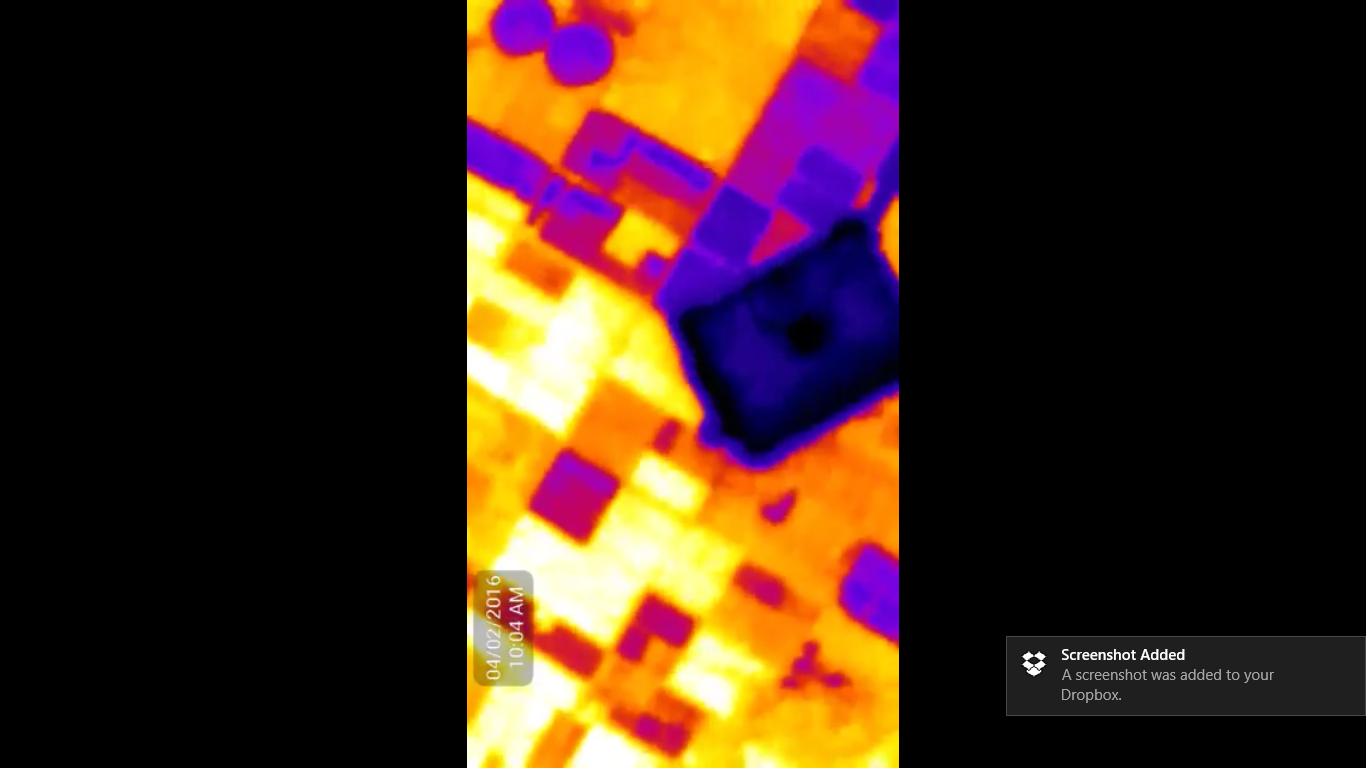 04/02/2016
10:04 AM
Screenshot Added
A screenshot was added to your
Dropbox.